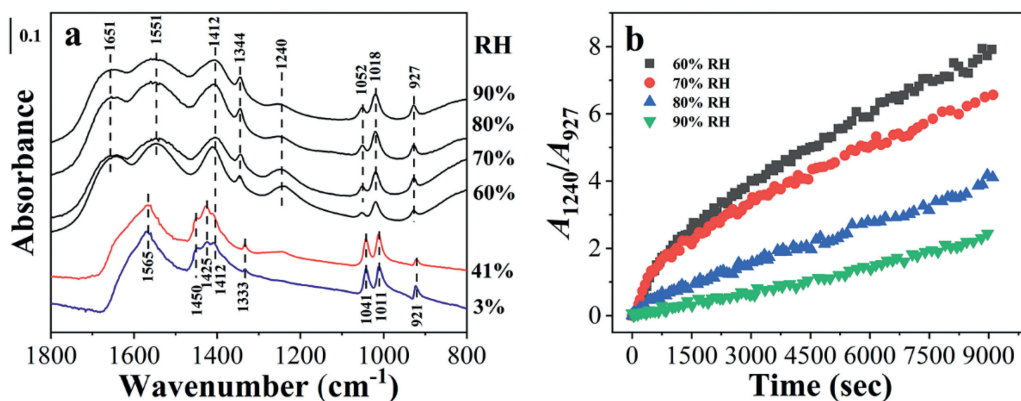 0.1
a
1651
1551
1412
1344
1240
1052
1018
927
RH
90%
80%
70%
60%
41%
3%
1565
1450
1425
1412
1333
1041
1011
921
Absorbance
1800 1600 1400 1200 1000 800
Wavenumber (cm⁻¹)
b
60% RH
70% RH
80% RH
90% RH
A₁₂₄₀/A₉₂₇
8
6
4
2
0
0 1500 3000 4500 6000 7500 9000
Time (sec)